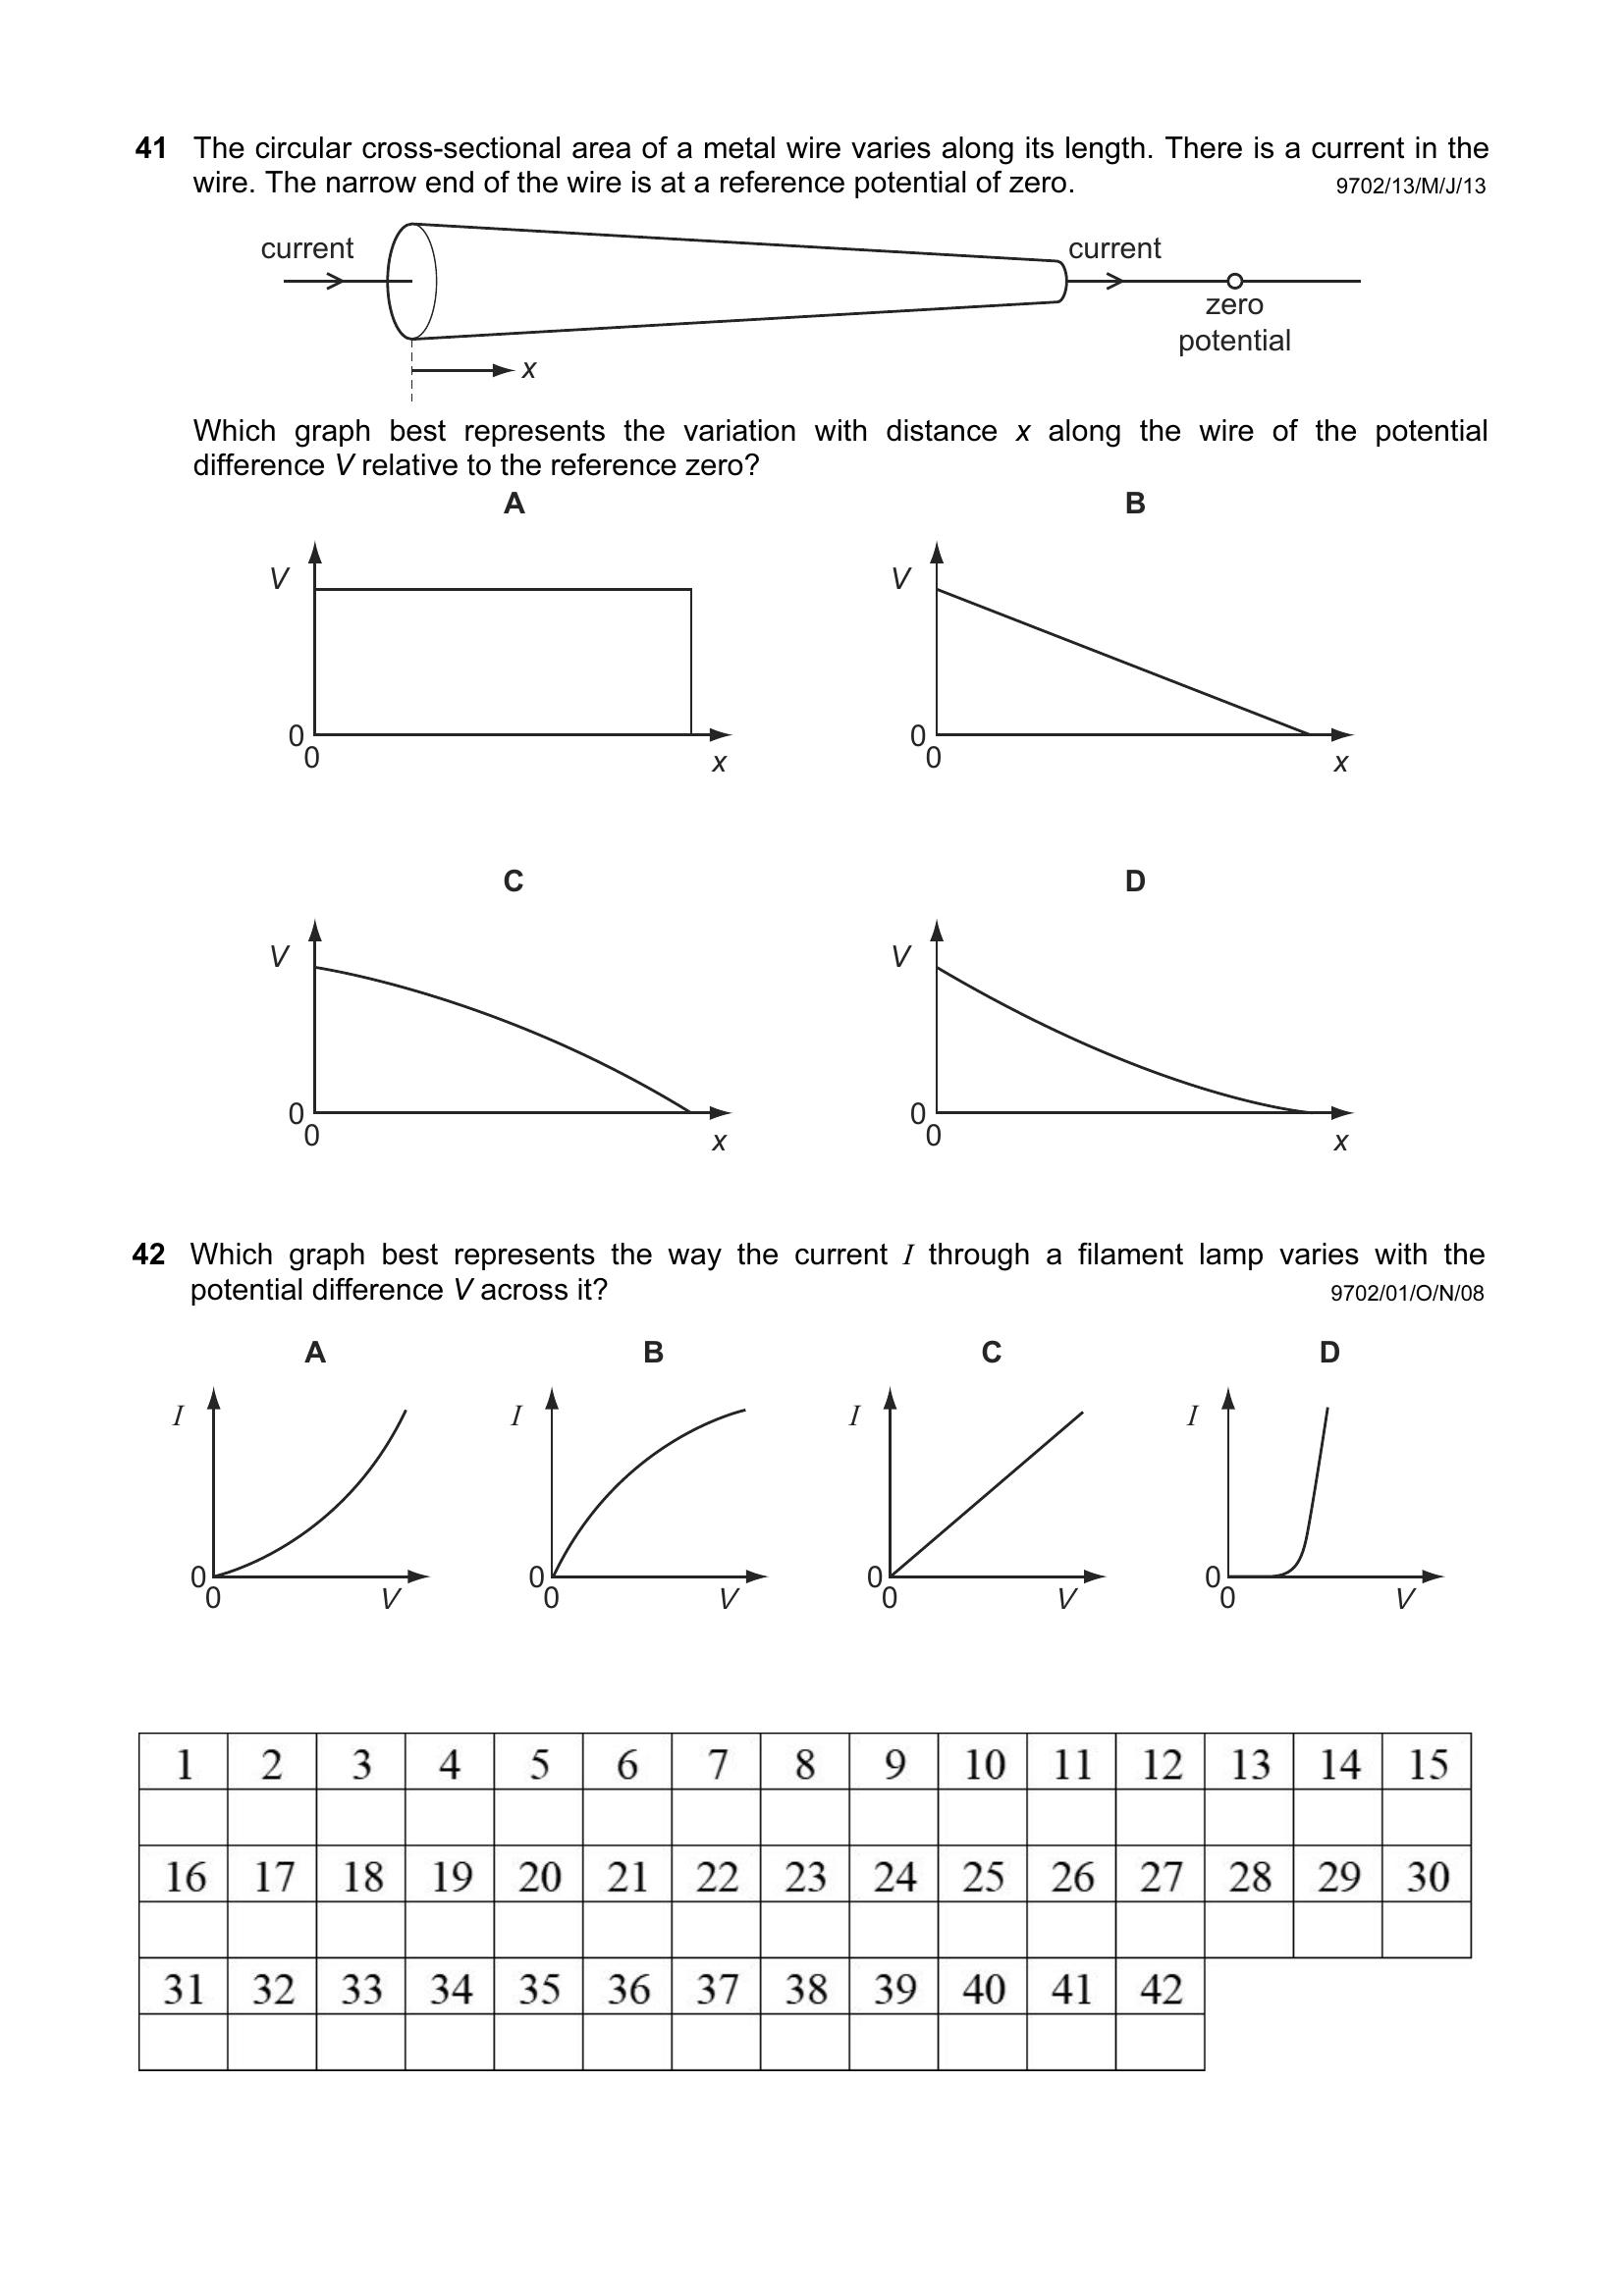 41 The circular cross-sectional area of a metal wire varies along its length. There is a current in the
wire. The narrow end of the wire is at a reference potential of zero. 9702/13/M/J/13
current
current
zero
potential
x
Which graph best represents the variation with distance x along the wire of the potential
difference V relative to the reference zero?
A B
V V
0 0
0 x 0 x
C D
V V
0 0
0 x 0 x
42 Which graph best represents the way the current I through a filament lamp varies with the
potential difference V across it? 9702/01/O/N/08
A B C D
I I I I
0 0 0 0
0 V 0 V 0 V 0 V
1 2 3 4 5 6 7 8 9 10 11 12 13 14 15
16 17 18 19 20 21 22 23 24 25 26 27 28 29 30
31 32 33 34 35 36 37 38 39 40 41 42